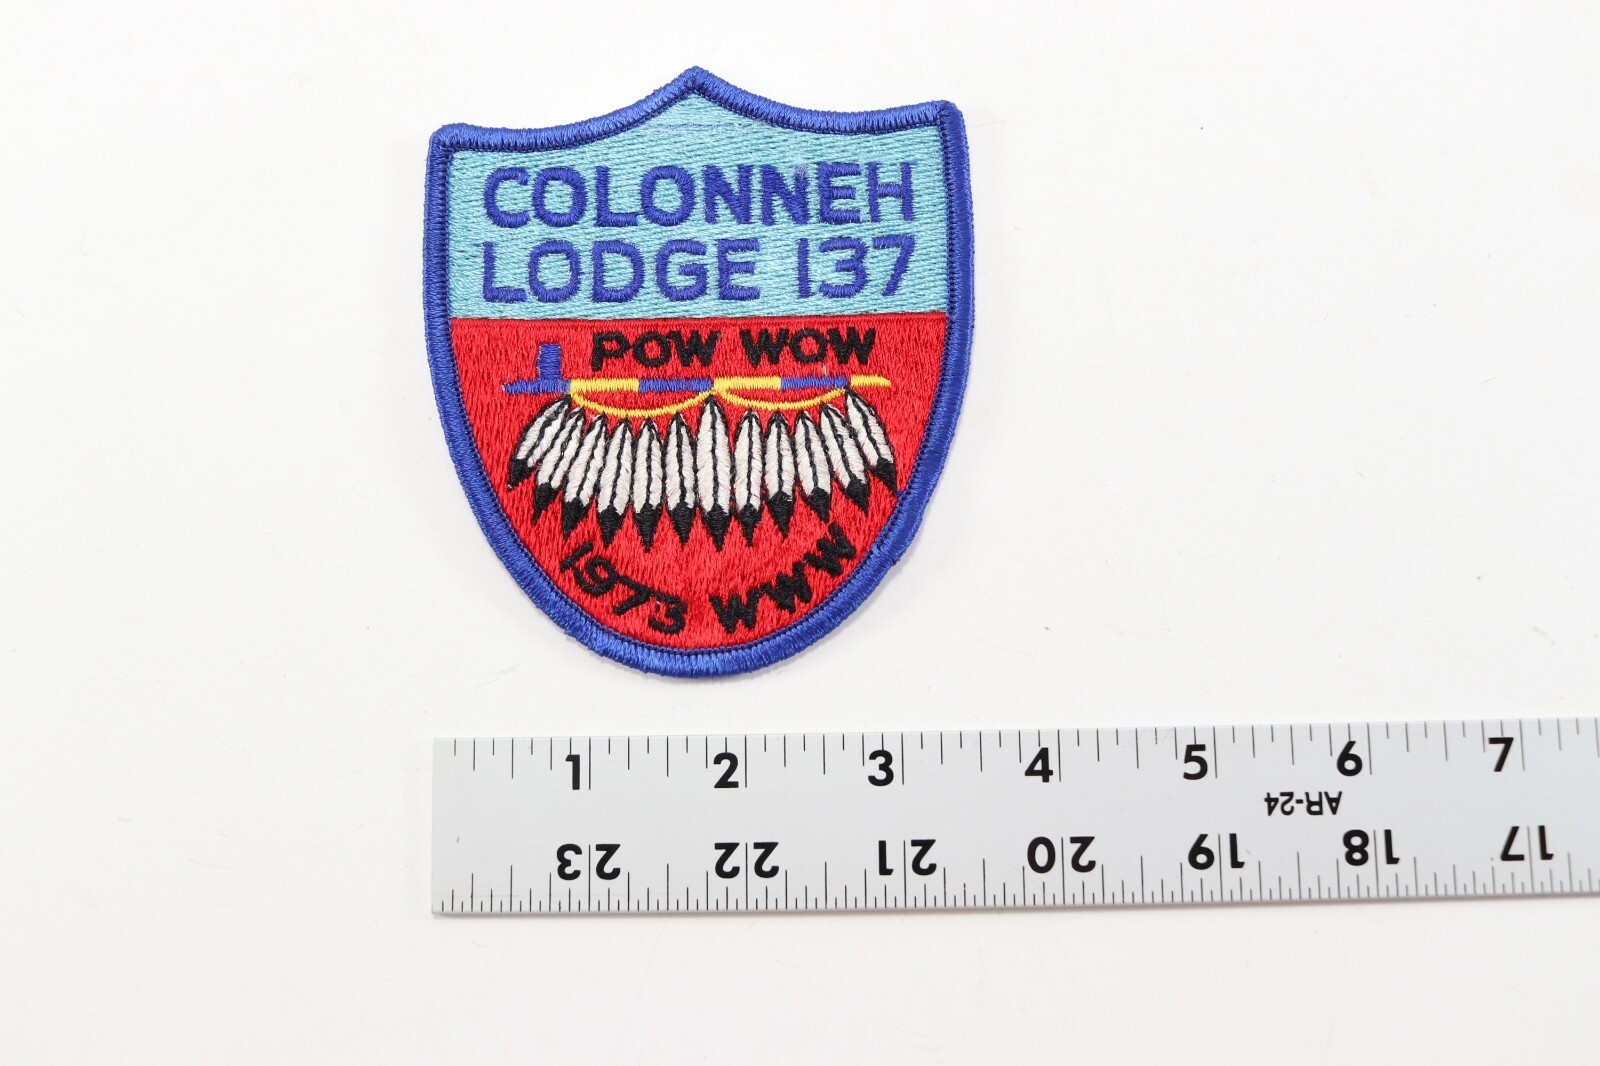 COLONNEH
LODGE 137
POW WOW
1973 WWW
1 2 3 4 5 6 7
AR-24
23 22 21 20 19 18 17